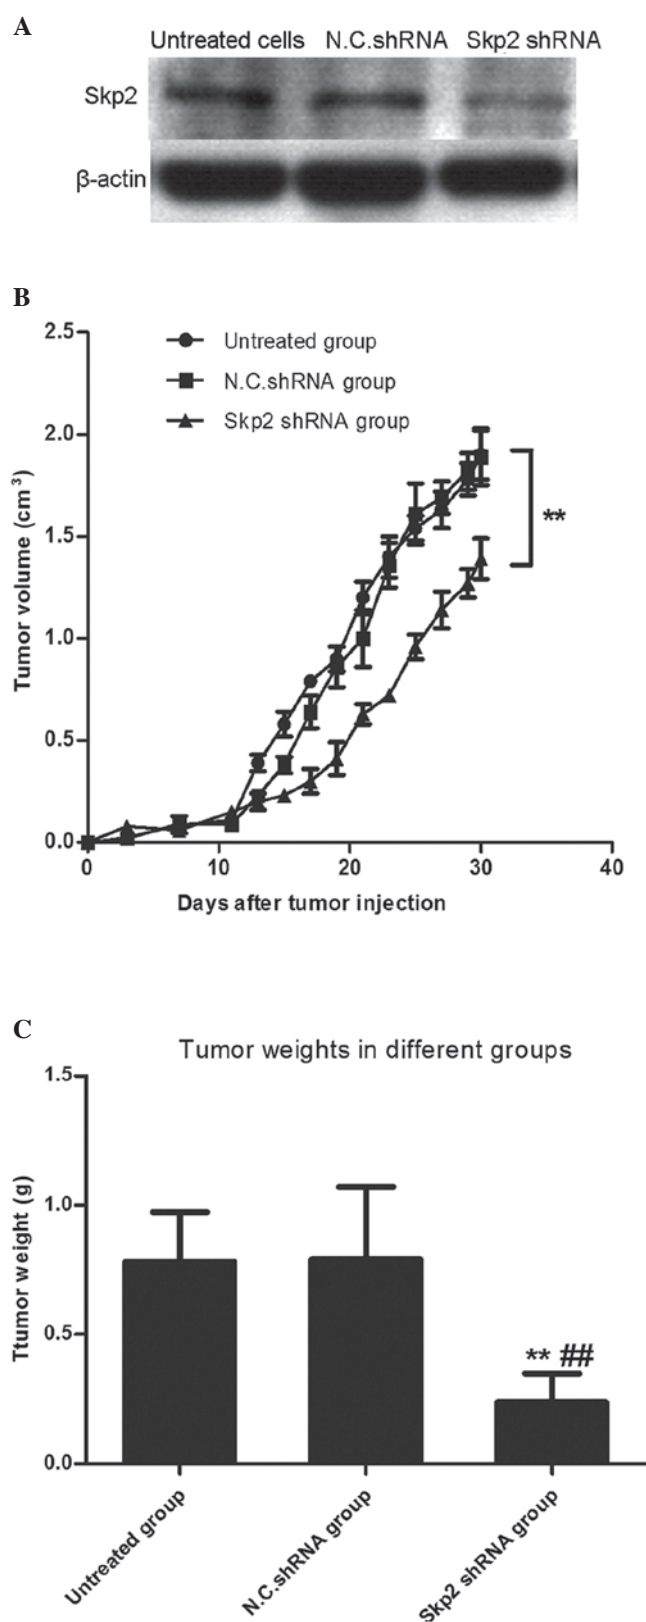 A
Untreated cells N.C.shRNA Skp2 shRNA
Skp2
β-actin
B
2.5
2.0
1.5
1.0
0.5
0.0
Tumor volume (cm³)
Untreated group
N.C.shRNA group
Skp2 shRNA group
**
0 10 20 30 40
Days after tumor injection
C
Tumor weights in different groups
1.5
1.0
0.5
0.0
Ttumor weight (g)
** ##
Untreated group
N.C.shRNA group
Skp2 shRNA group